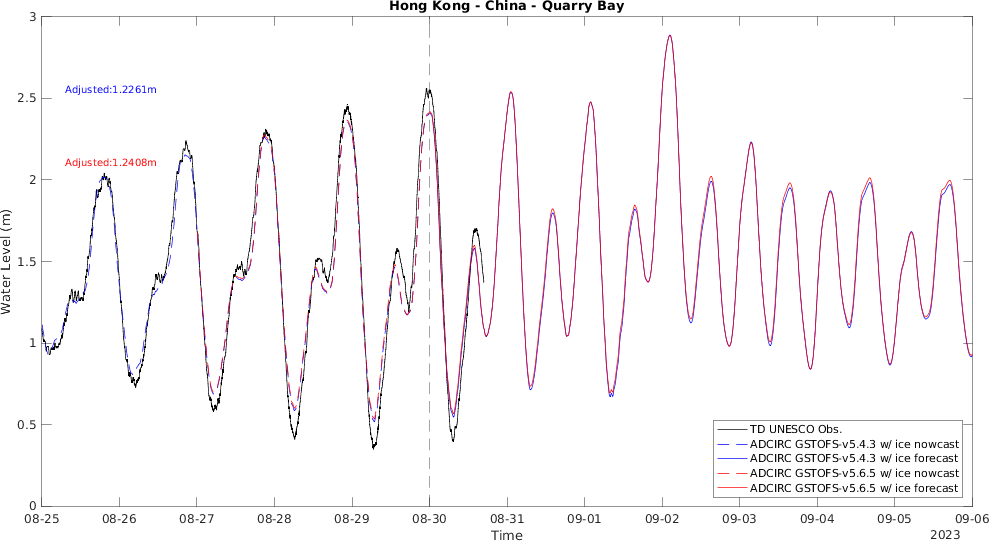 Hong Kong - China - Quarry Bay
3
2.5
2
1.5
1
0.5
0
Water Level (m)
Adjusted:1.2261m
Adjusted:1.2408m
TD UNESCO Obs.
ADCIRC GSTOFS-v5.4.3 w/ ice nowcast
ADCIRC GSTOFS-v5.4.3 w/ ice forecast
ADCIRC GSTOFS-v5.6.5 w/ ice nowcast
ADCIRC GSTOFS-v5.6.5 w/ ice forecast
08-25 08-26 08-27 08-28 08-29 08-30 08-31 09-01 09-02 09-03 09-04 09-05 09-06
Time
2023